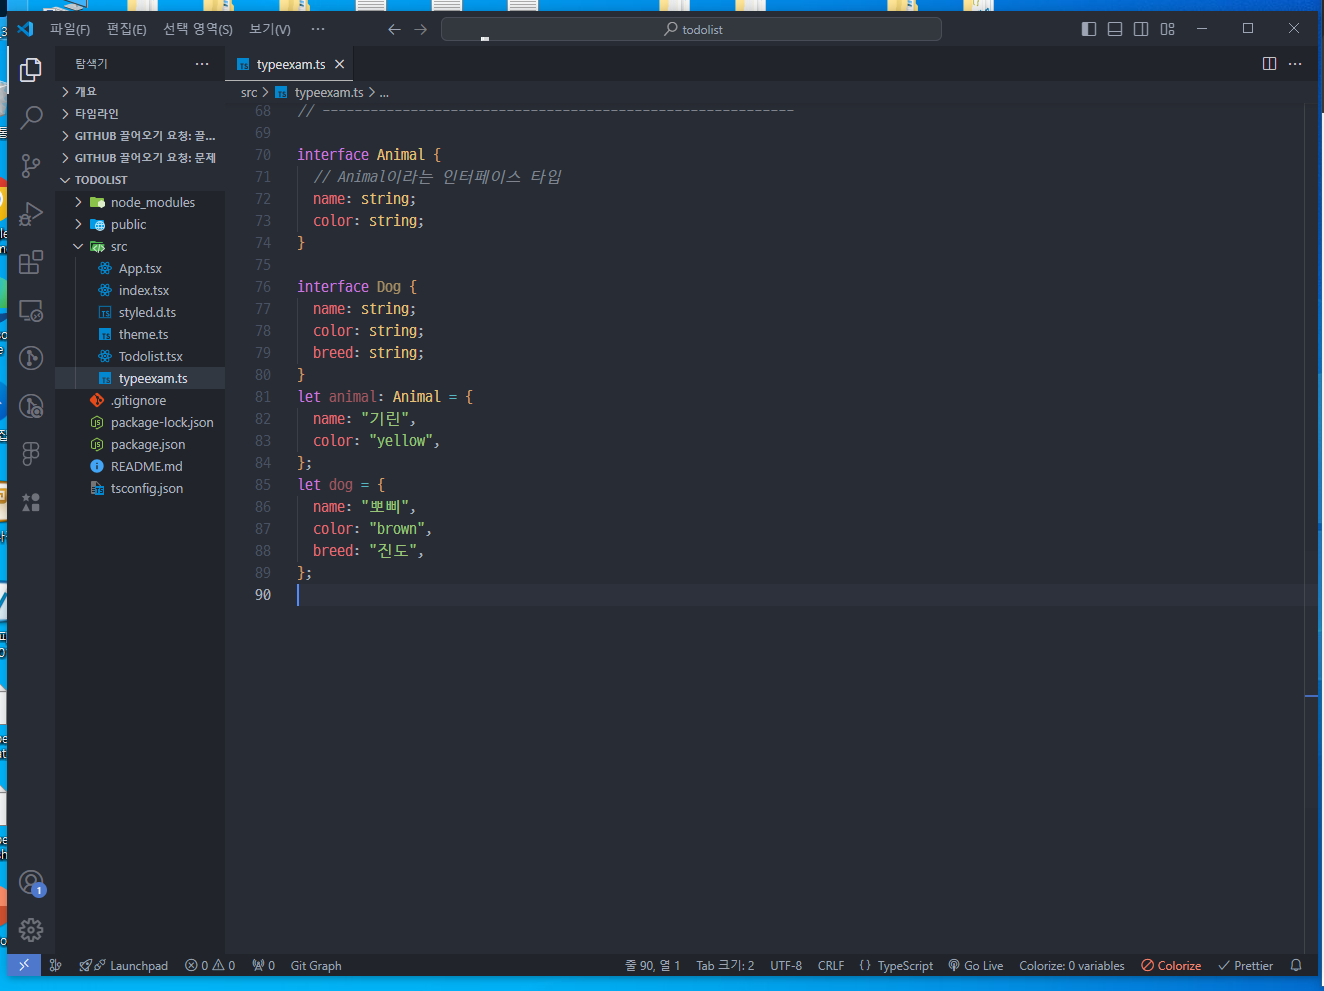 파일(F) 편집(E) 선택 영역(S) 보기(V) ··· todolist
탐색기 ···
typeexam.ts
개요
타임라인
GITHUB 끌어오기 요청: 끌...
GITHUB 끌어오기 요청: 문제
TODOLIST
node_modules
public
src
App.tsx
index.tsx
styled.d.ts
theme.ts
Todolist.tsx
typeexam.ts
.gitignore
package-lock.json
package.json
README.md
tsconfig.json
src > typeexam.ts > ...
68 // -----------------------------------------------------------
69
70 interface Animal {
71 // Animal이라는 인터페이스 타입
72 name: string;
73 color: string;
74 }
75
76 interface Dog {
77 name: string;
78 color: string;
79 breed: string;
80 }
81 let animal: Animal = {
82 name: "기린",
83 color: "yellow",
84 };
85 let dog = {
86 name: "뽀삐",
87 color: "brown",
88 breed: "진도",
89 };
90
1
Launchpad 0 0 0 Git Graph 줄 90, 열 1 Tab 크기: 2 UTF-8 CRLF {} TypeScript Go Live Colorize: 0 variables Colorize Prettier